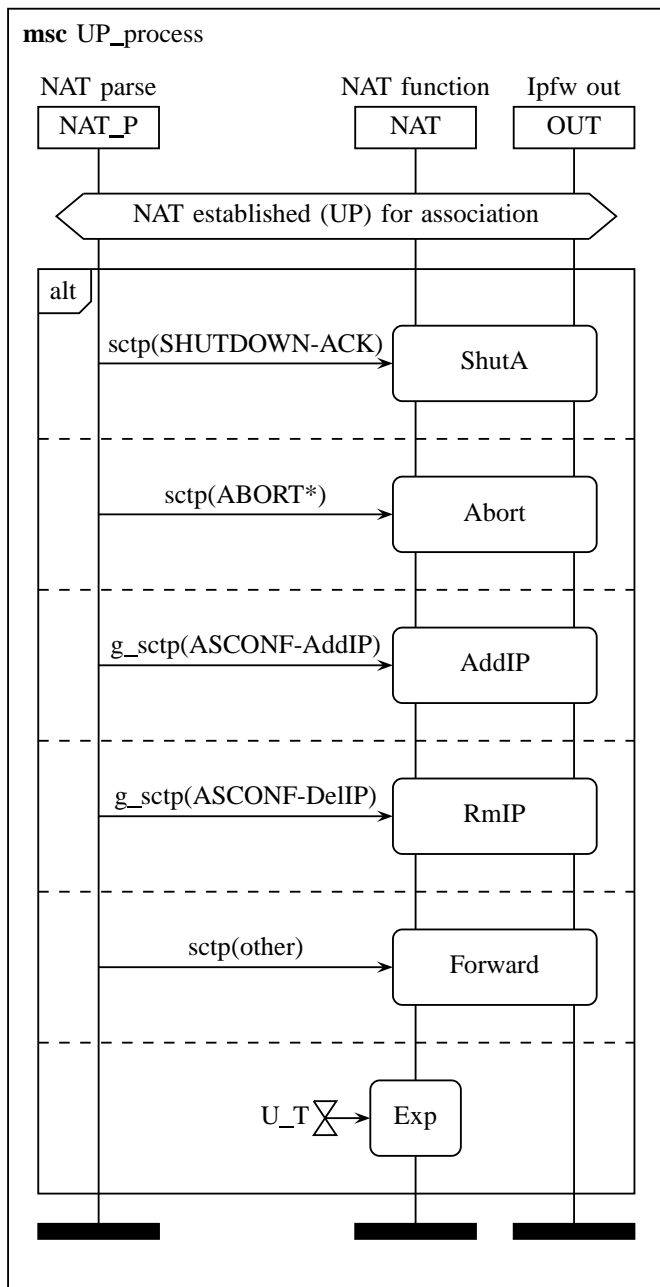 msc UP_process
NAT parse NAT function Ipfw out
NAT_P NAT OUT
NAT established (UP) for association
alt
sctp(SHUTDOWN-ACK) ShutA
sctp(ABORT*) Abort
g_sctp(ASCONF-AddIP) AddIP
g_sctp(ASCONF-DelIP) RmIP
sctp(other) Forward
U_T Exp